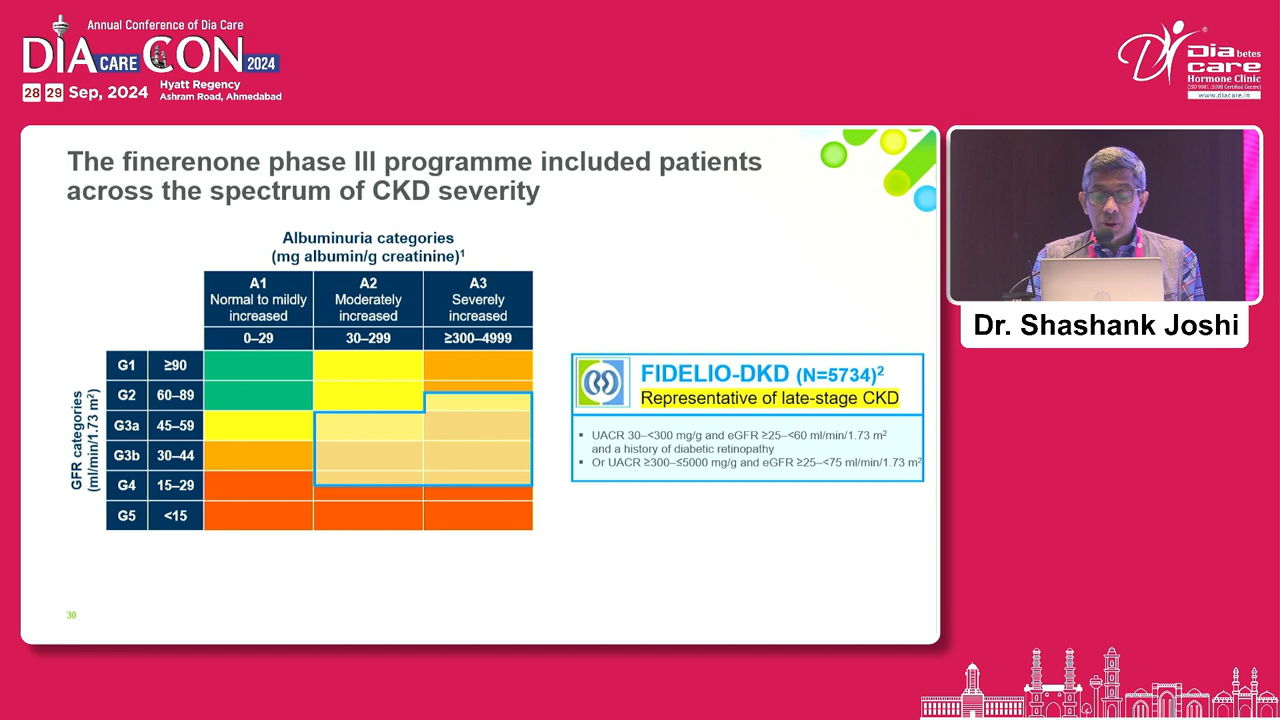 Annual Conference of Dia Care
DIA CARE CON 2024
28 29 Sep, 2024
Hyatt Regency
Ashram Road, Ahmedabad
Diabetes
care
Hormone Clinic
(ISO 9001 :2008 Certified Centre)
www.diacare.in
The finerenone phase III programme included patients
across the spectrum of CKD severity
Albuminuria categories
(mg albumin/g creatinine)¹
A1
Normal to mildly
increased
A2
Moderately
increased
A3
Severely
increased
0–29
30–299
≥300–4999
GFR categories
(ml/min/1.73 m²)
G1 ≥90
G2 60–89
G3a 45–59
G3b 30–44
G4 15–29
G5 <15
FIDELIO-DKD (N=5734)²
Representative of late-stage CKD
▪ UACR 30–<300 mg/g and eGFR ≥25–<60 ml/min/1.73 m²
and a history of diabetic retinopathy
▪ Or UACR ≥300–≤5000 mg/g and eGFR ≥25–<75 ml/min/1.73 m²
30
Dr. Shashank Joshi